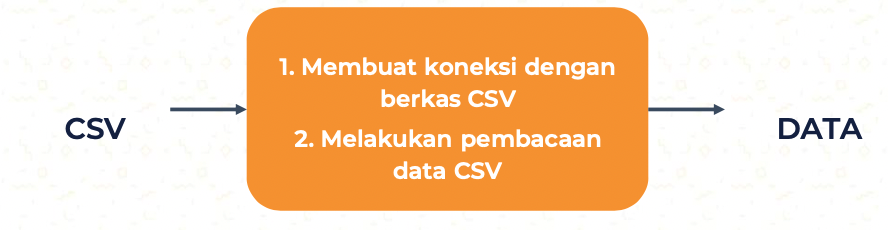 CSV
1. Membuat koneksi dengan
berkas CSV
2. Melakukan pembacaan
data CSV
DATA